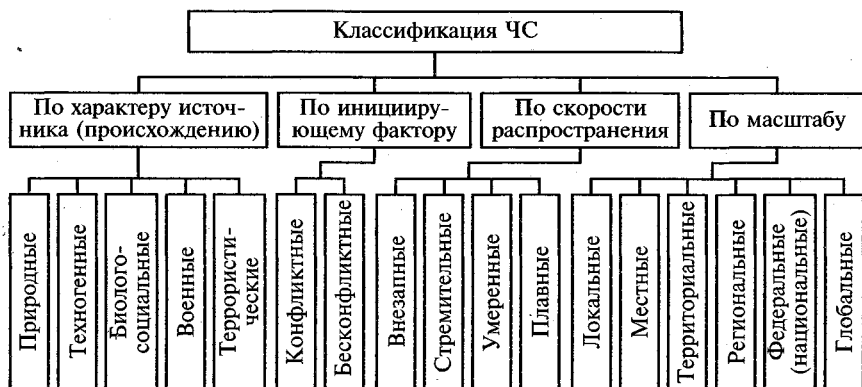 Классификация ЧС
По характеру источ-
ника (происхождению)
По иницииру-
ющему фактору
По скорости
распространения
По масштабу
Природные
Техногенные
Биолого-
социальные
Военные
Террористи-
ческие
Конфликтные
Бесконфликтные
Внезапные
Стремительные
Умеренные
Плавные
Локальные
Местные
Территориальные
Региональные
Федеральные
(национальные)
Глобальные